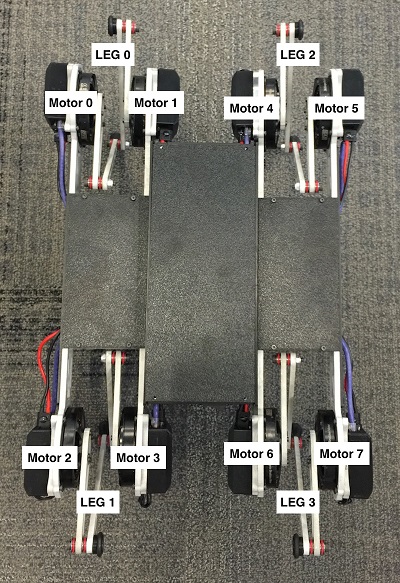 LEG 0
LEG 2
Motor 0
Motor 1
Motor 4
Motor 5
Motor 2
Motor 3
Motor 6
Motor 7
LEG 1
LEG 3